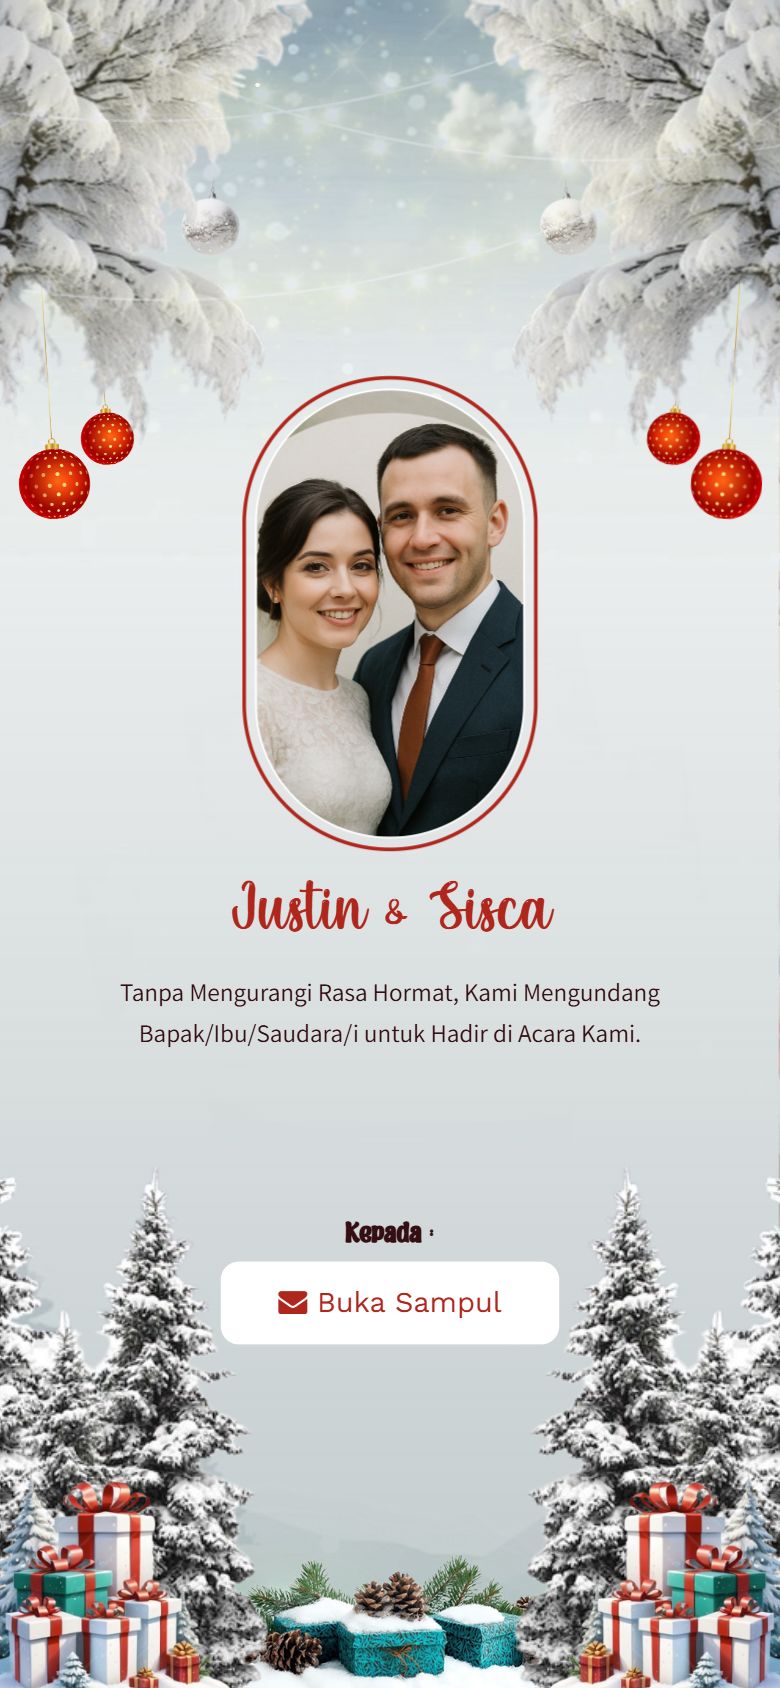 Justin & Sisca
Tanpa Mengurangi Rasa Hormat, Kami Mengundang
Bapak/Ibu/Saudara/i untuk Hadir di Acara Kami.
Kepada :
Buka Sampul